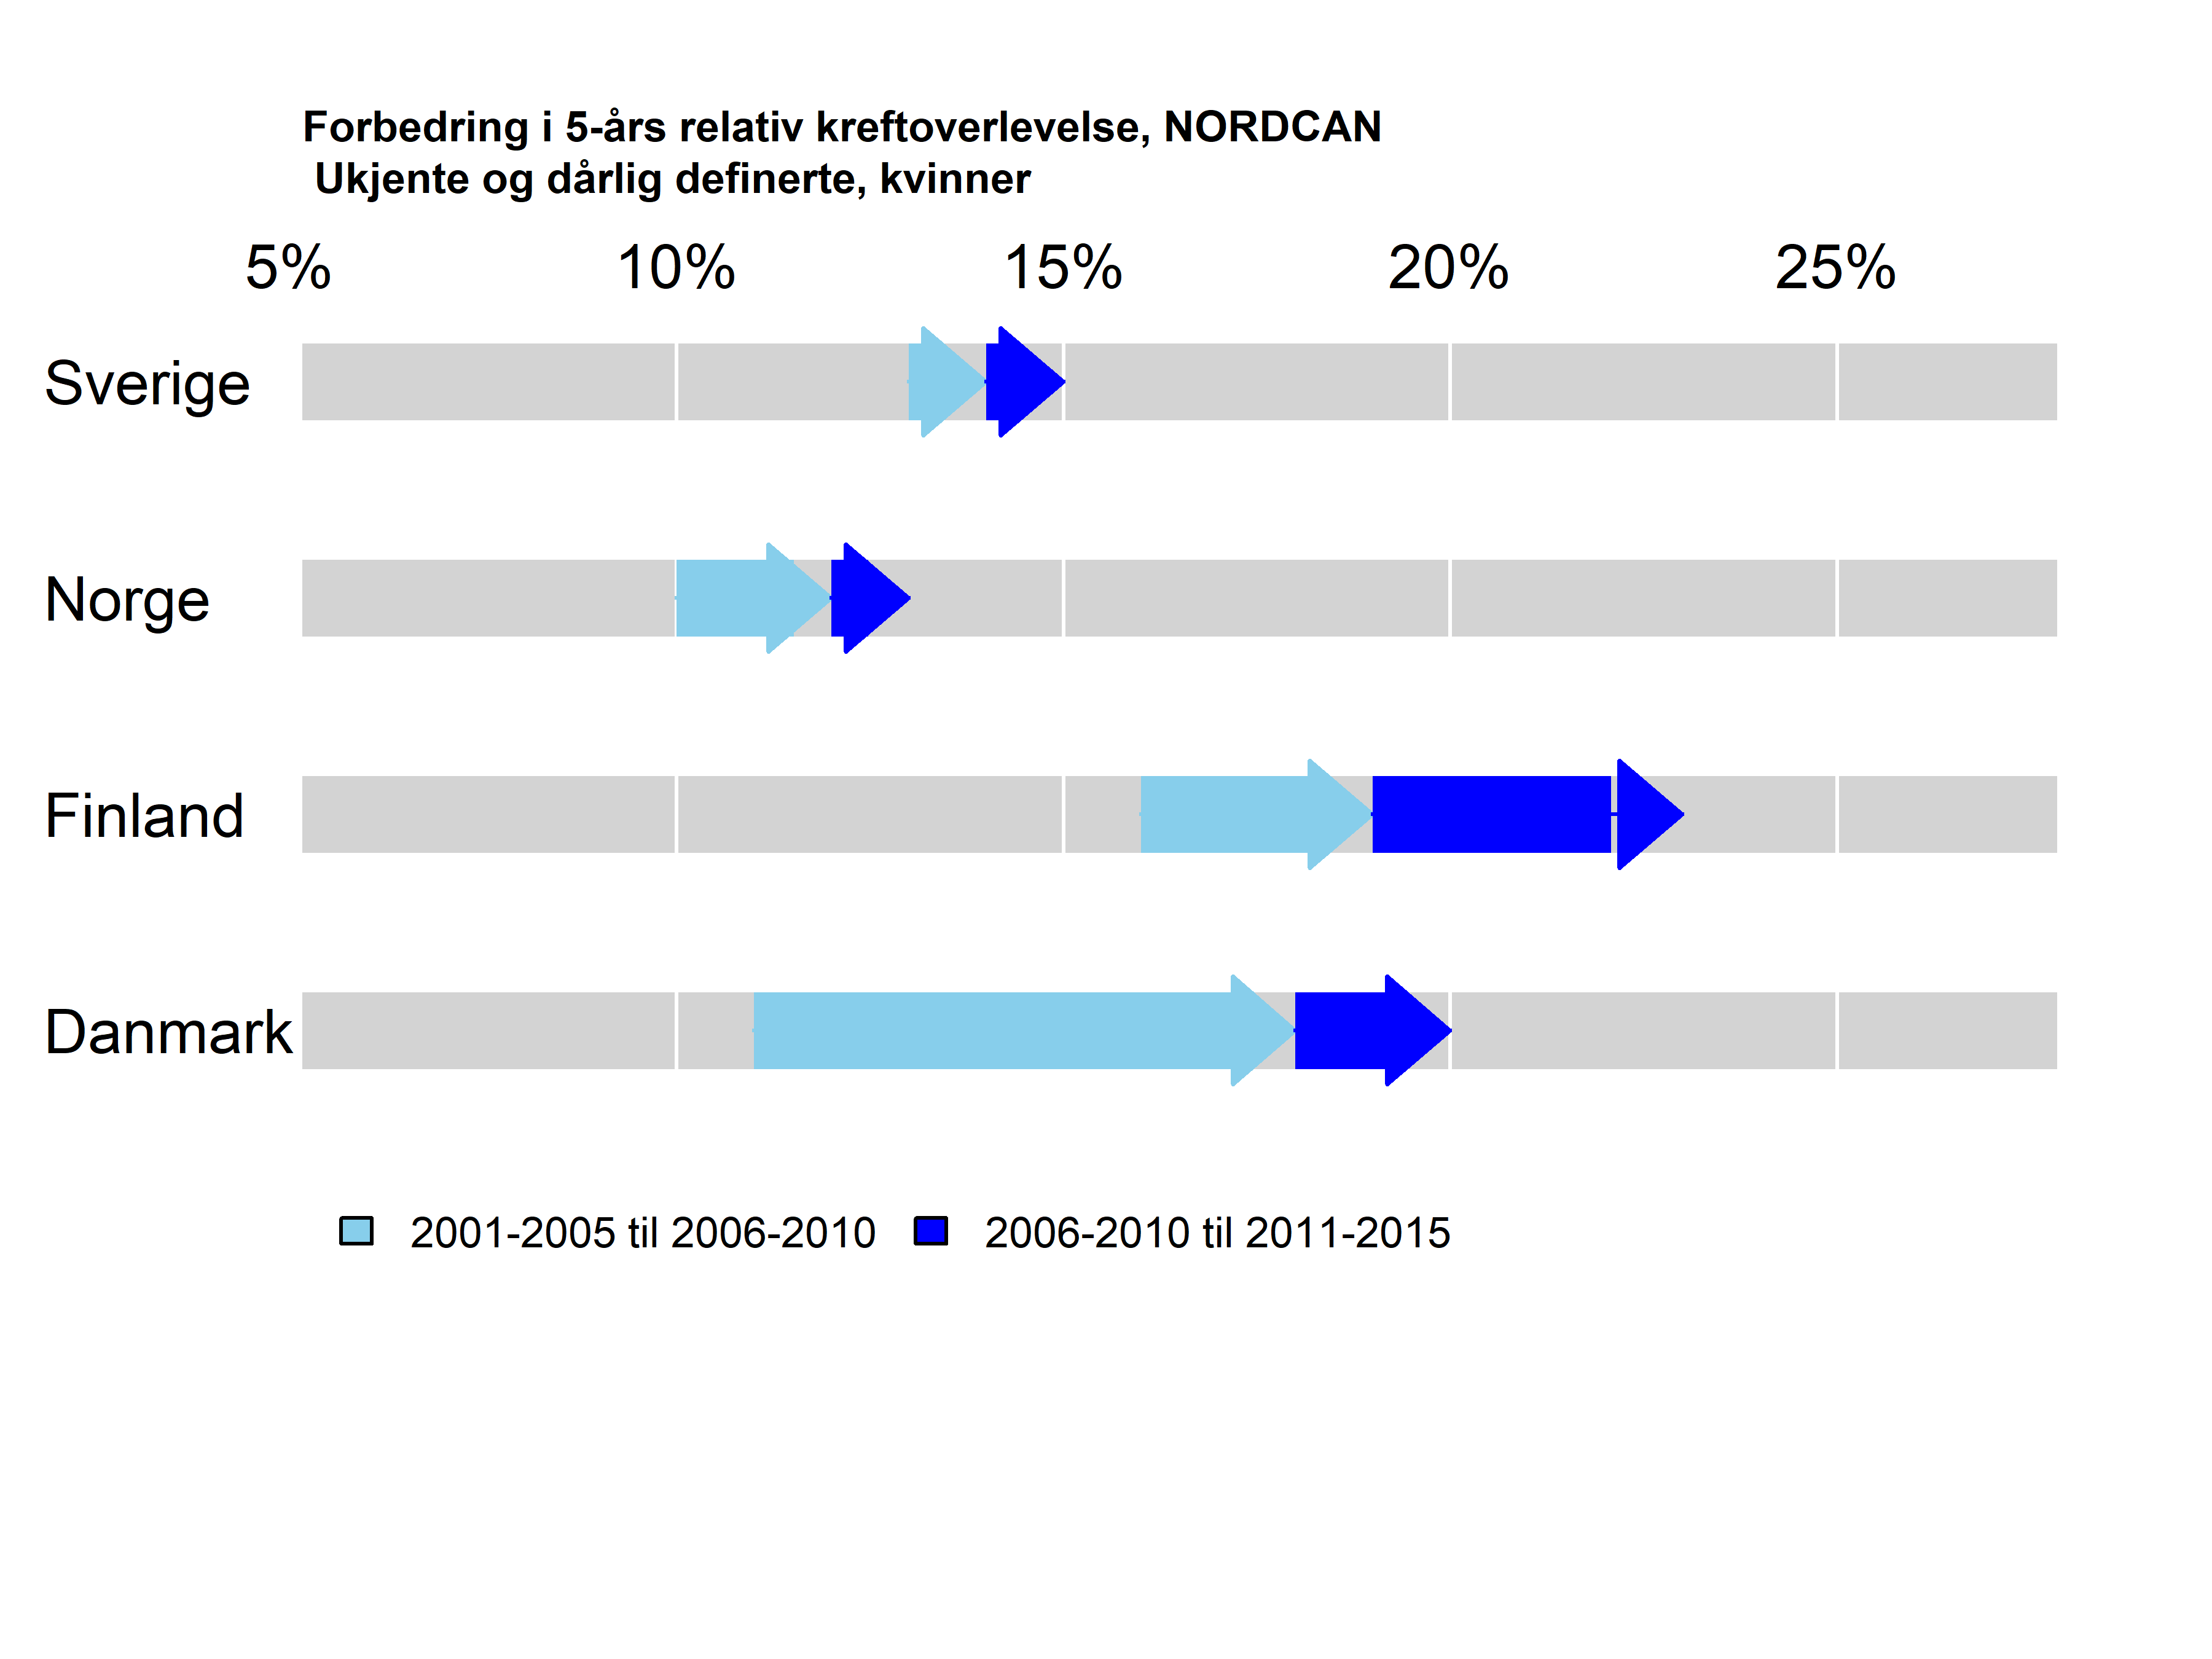 Forbedring i 5-års relativ kreftoverlevelse, NORDCAN
Ukjente og dårlig definerte, kvinner
5% 10% 15% 20% 25%
Sverige
Norge
Finland
Danmark
2001-2005 til 2006-2010 2006-2010 til 2011-2015